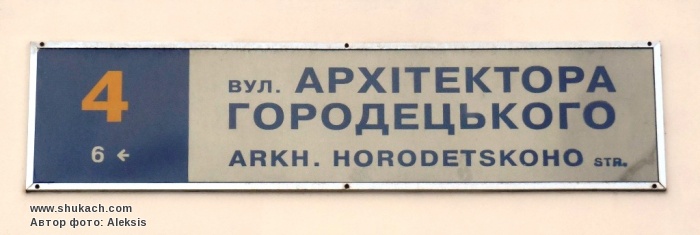 4
6 ←
вул. АРХІТЕКТОРА
ГОРОДЕЦЬКОГО
ARKH. HORODETSKOHO STR.
www.shukach.com
Автор фото: Aleksis